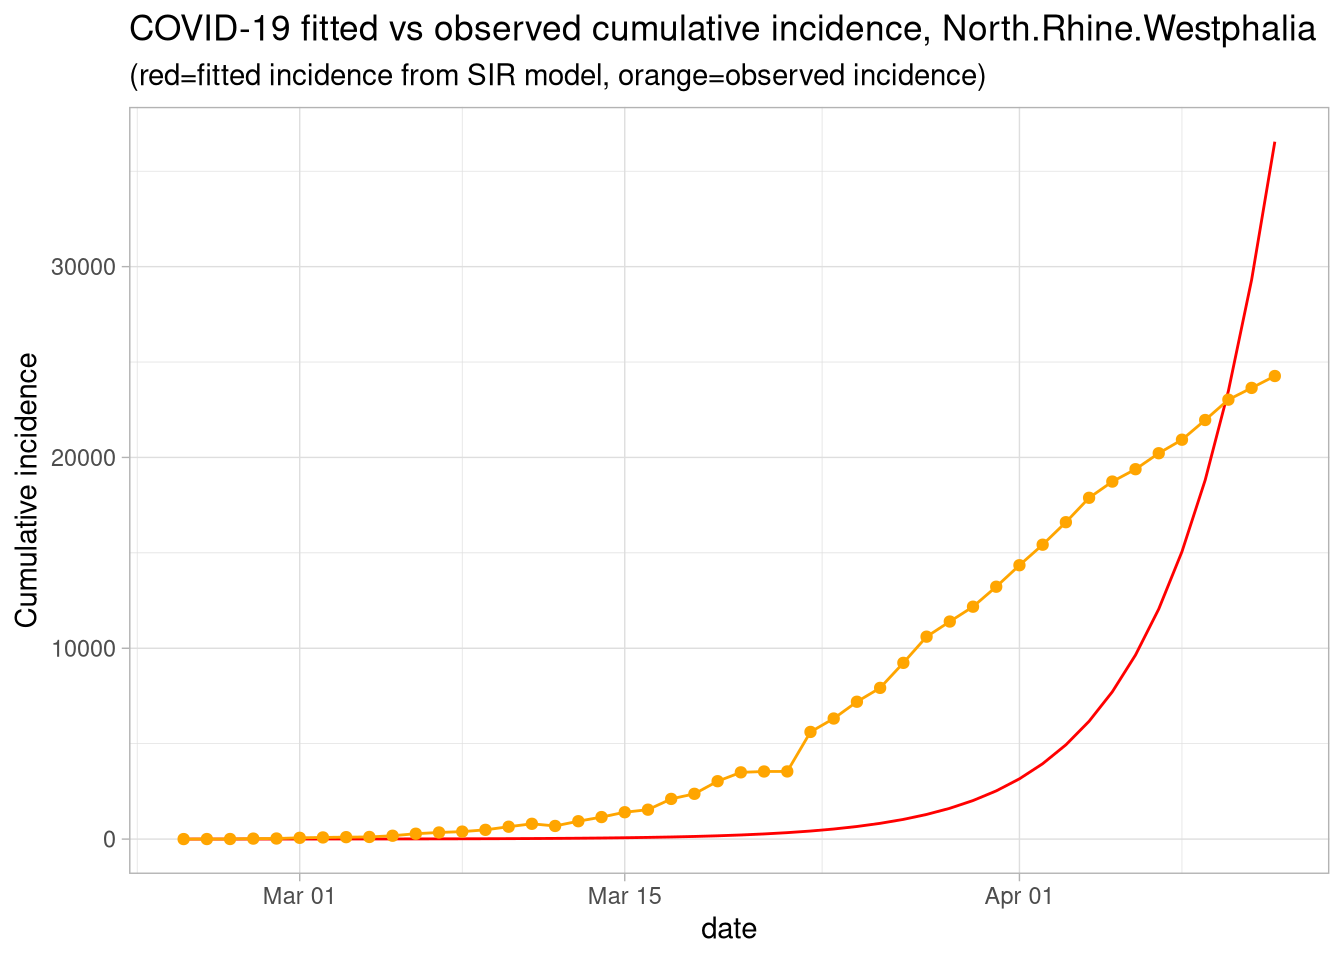 COVID-19 fitted vs observed cumulative incidence, North.Rhine.Westphalia
(red=fitted incidence from SIR model, orange=observed incidence)
Cumulative incidence
30000
20000
10000
0
Mar 01
Mar 15
Apr 01
date